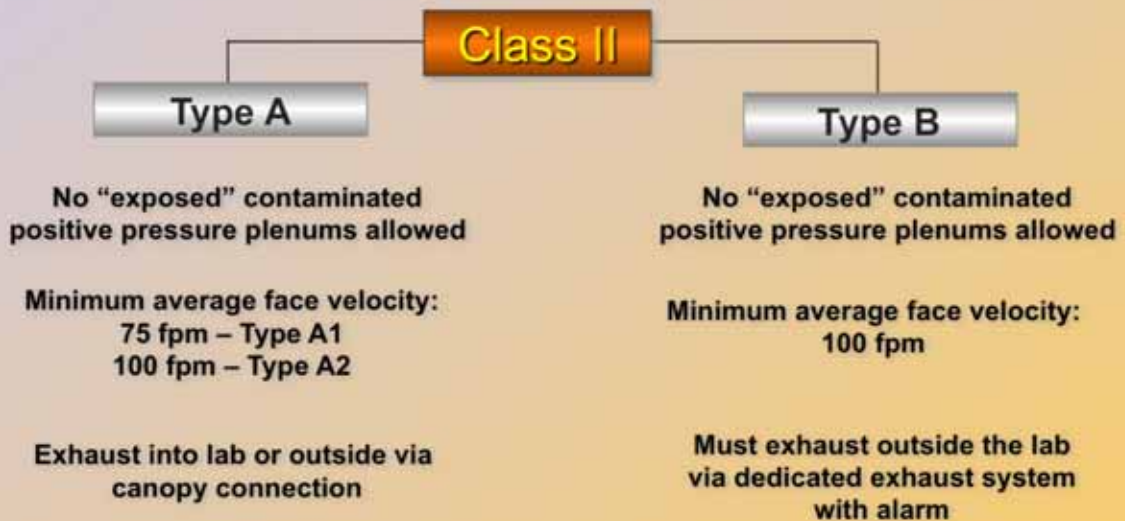 Class II
Type A
Type B
No “exposed” contaminated
positive pressure plenums allowed
Minimum average face velocity:
75 fpm – Type A1
100 fpm – Type A2
Exhaust into lab or outside via
canopy connection
No “exposed” contaminated
positive pressure plenums allowed
Minimum average face velocity:
100 fpm
Must exhaust outside the lab
via dedicated exhaust system
with alarm